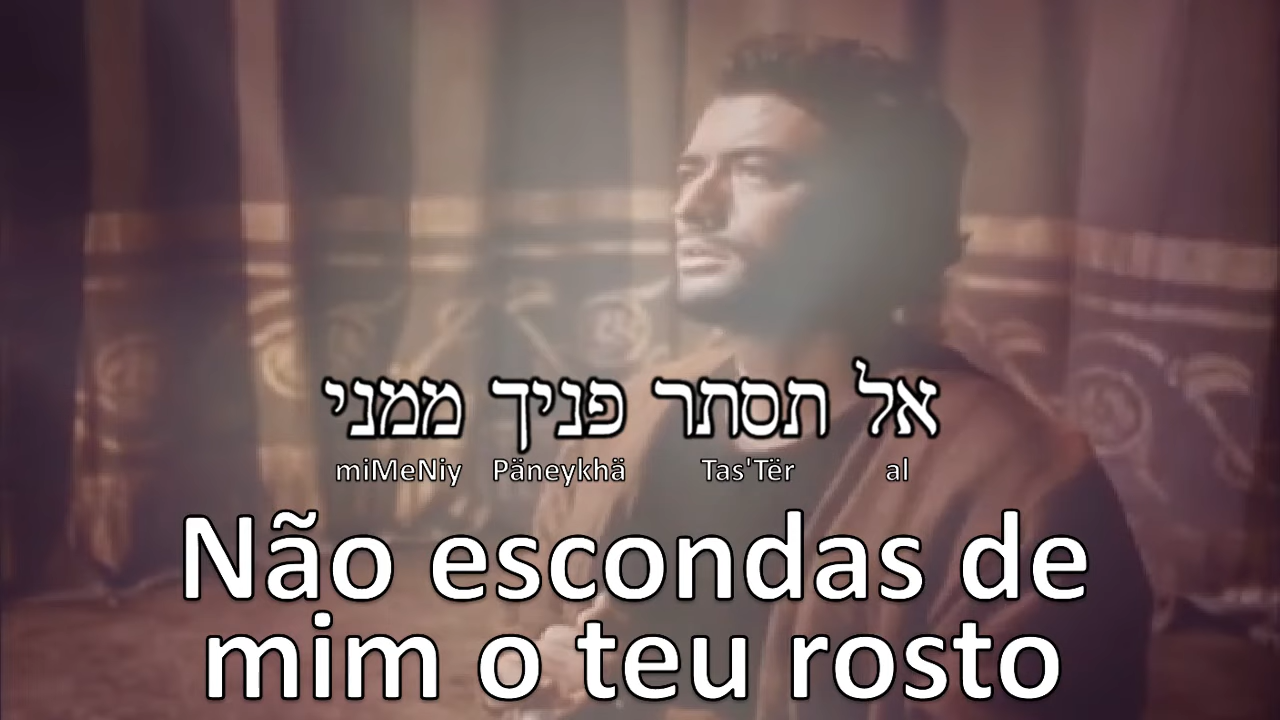 אל תסתר פניך ממני
miMeNiy Päneykhä Tas'Tër al
Não escondas de
mim o teu rosto